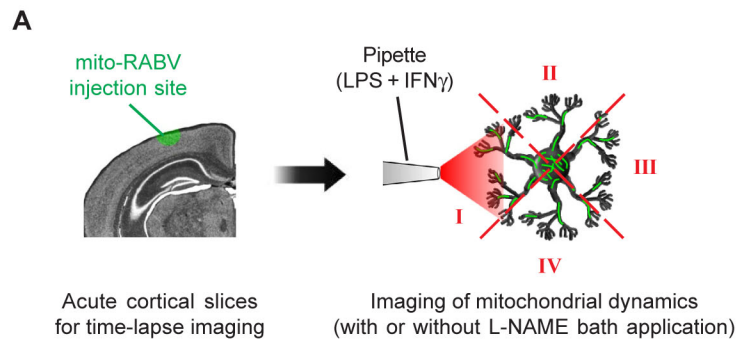 A
mito-RABV
injection site
Pipette
(LPS + IFNγ)
II
III
I
IV
Acute cortical slices
for time-lapse imaging
Imaging of mitochondrial dynamics
(with or without L-NAME bath application)